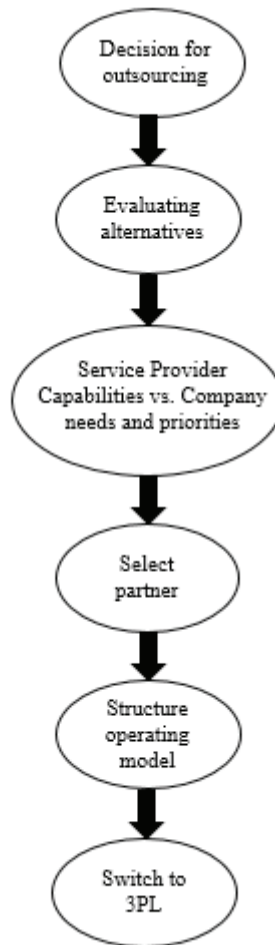 Decision for
outsourcing
Evaluating
alternatives
Service Provider
Capabilities vs. Company
needs and priorities
Select
partner
Structure
operating
model
Switch to
3PL